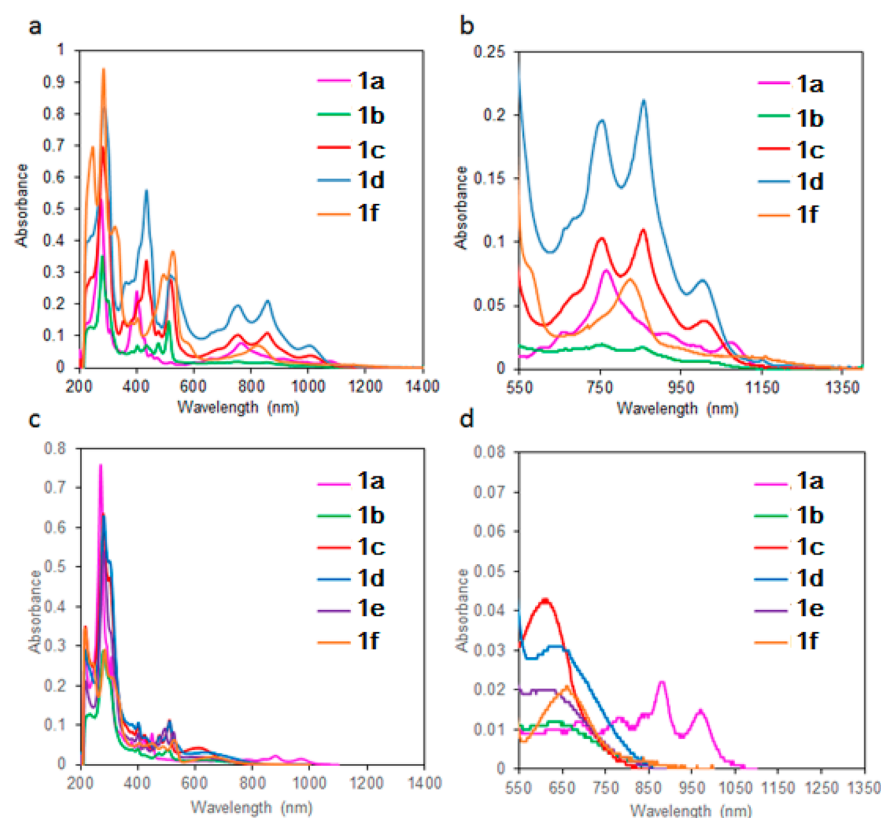 a
1
0.9
0.8
0.7
0.6
0.5
0.4
0.3
0.2
0.1
0
Absorbance
200 400 600 800 1000 1200 1400
Wavelength (nm)
1a
1b
1c
1d
1f
b
0.25
0.2
0.15
0.1
0.05
0
Absorbance
550 750 950 1150 1350
Wavelength (nm)
1a
1b
1c
1d
1f
c
0.8
0.7
0.6
0.5
0.4
0.3
0.2
0.1
0
Absorbance
200 400 600 800 1000 1200 1400
Wavelength (nm)
1a
1b
1c
1d
1e
1f
d
0.08
0.07
0.06
0.05
0.04
0.03
0.02
0.01
0
Absorbance
550 650 750 850 950 1050 1150 1250 1350
Wavelength (nm)
1a
1b
1c
1d
1e
1f